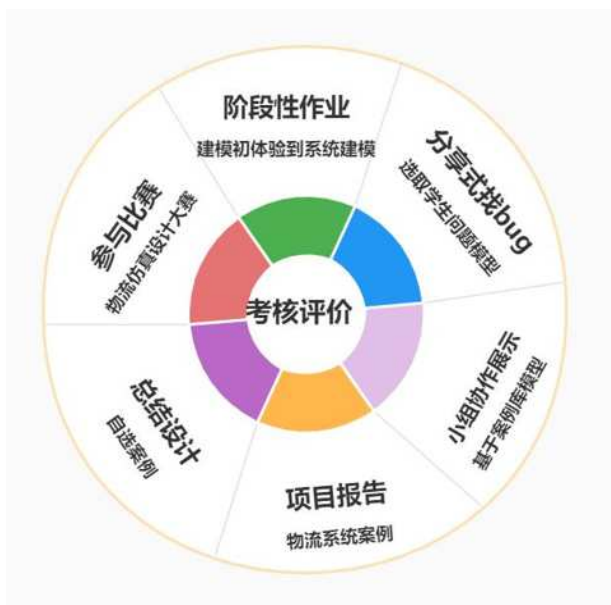 阶段性作业
建模初体验到系统建模
分享式找bug
选取学生问题模型
小组协作展示
基于案例库模型
项目报告
物流系统案例
总结设计
自选案例
参与比赛
物流仿真设计大赛
考核评价